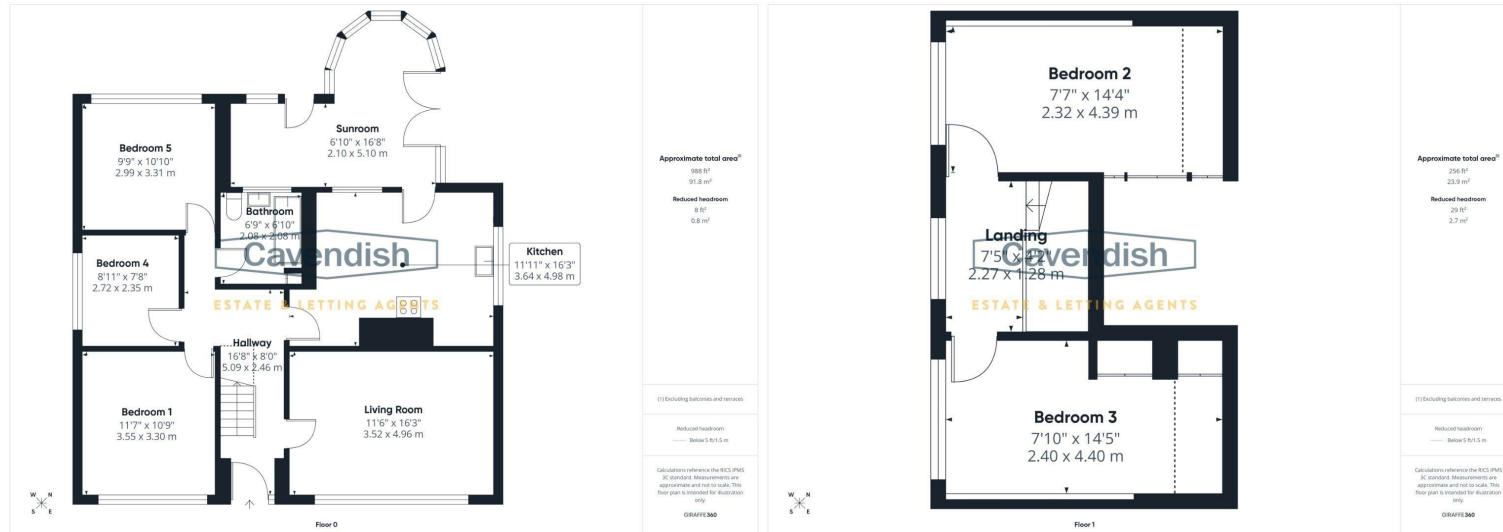 Bedroom 5
9'9" x 10'10"
2.99 x 3.31 m
Sunroom
6'10" x 16'8"
2.10 x 5.10 m
Bathroom
6'9" x 6'10"
2.08 x 2.08 m
Bedroom 4
8'11" x 7'8"
2.72 x 2.35 m
Kitchen
11'11" x 16'3"
3.64 x 4.98 m
Cavendish
ESTATE & LETTING AGENTS
Hallway
16'8" x 8'0"
5.09 x 2.46 m
Bedroom 1
11'7" x 10'9"
3.55 x 3.30 m
Living Room
11'6" x 16'3"
3.52 x 4.96 m
W N
S E
Floor 0
Approximate total area(1)
988 ft²
91.8 m²
Reduced headroom
8 ft²
0.8 m²
(1) Excluding balconies and terraces
Reduced headroom
Below 5 ft/1.5 m
Calculations reference the RICS IPMS
3C standard. Measurements are
approximate and not to scale. This
floor plan is intended for illustration
only.
GIRAFFE360
Bedroom 2
7'7" x 14'4"
2.32 x 4.39 m
Landing
7'5" x 4'2"
2.27 x 1.28 m
Cavendish
ESTATE & LETTING AGENTS
Bedroom 3
7'10" x 14'5"
2.40 x 4.40 m
W N
S E
Floor 1
Approximate total area(1)
256 ft²
23.9 m²
Reduced headroom
29 ft²
2.7 m²
(1) Excluding balconies and terraces
Reduced headroom
Below 5 ft/1.5 m
Calculations reference the RICS IPMS
3C standard. Measurements are
approximate and not to scale. This
floor plan is intended for illustration
only.
GIRAFFE360